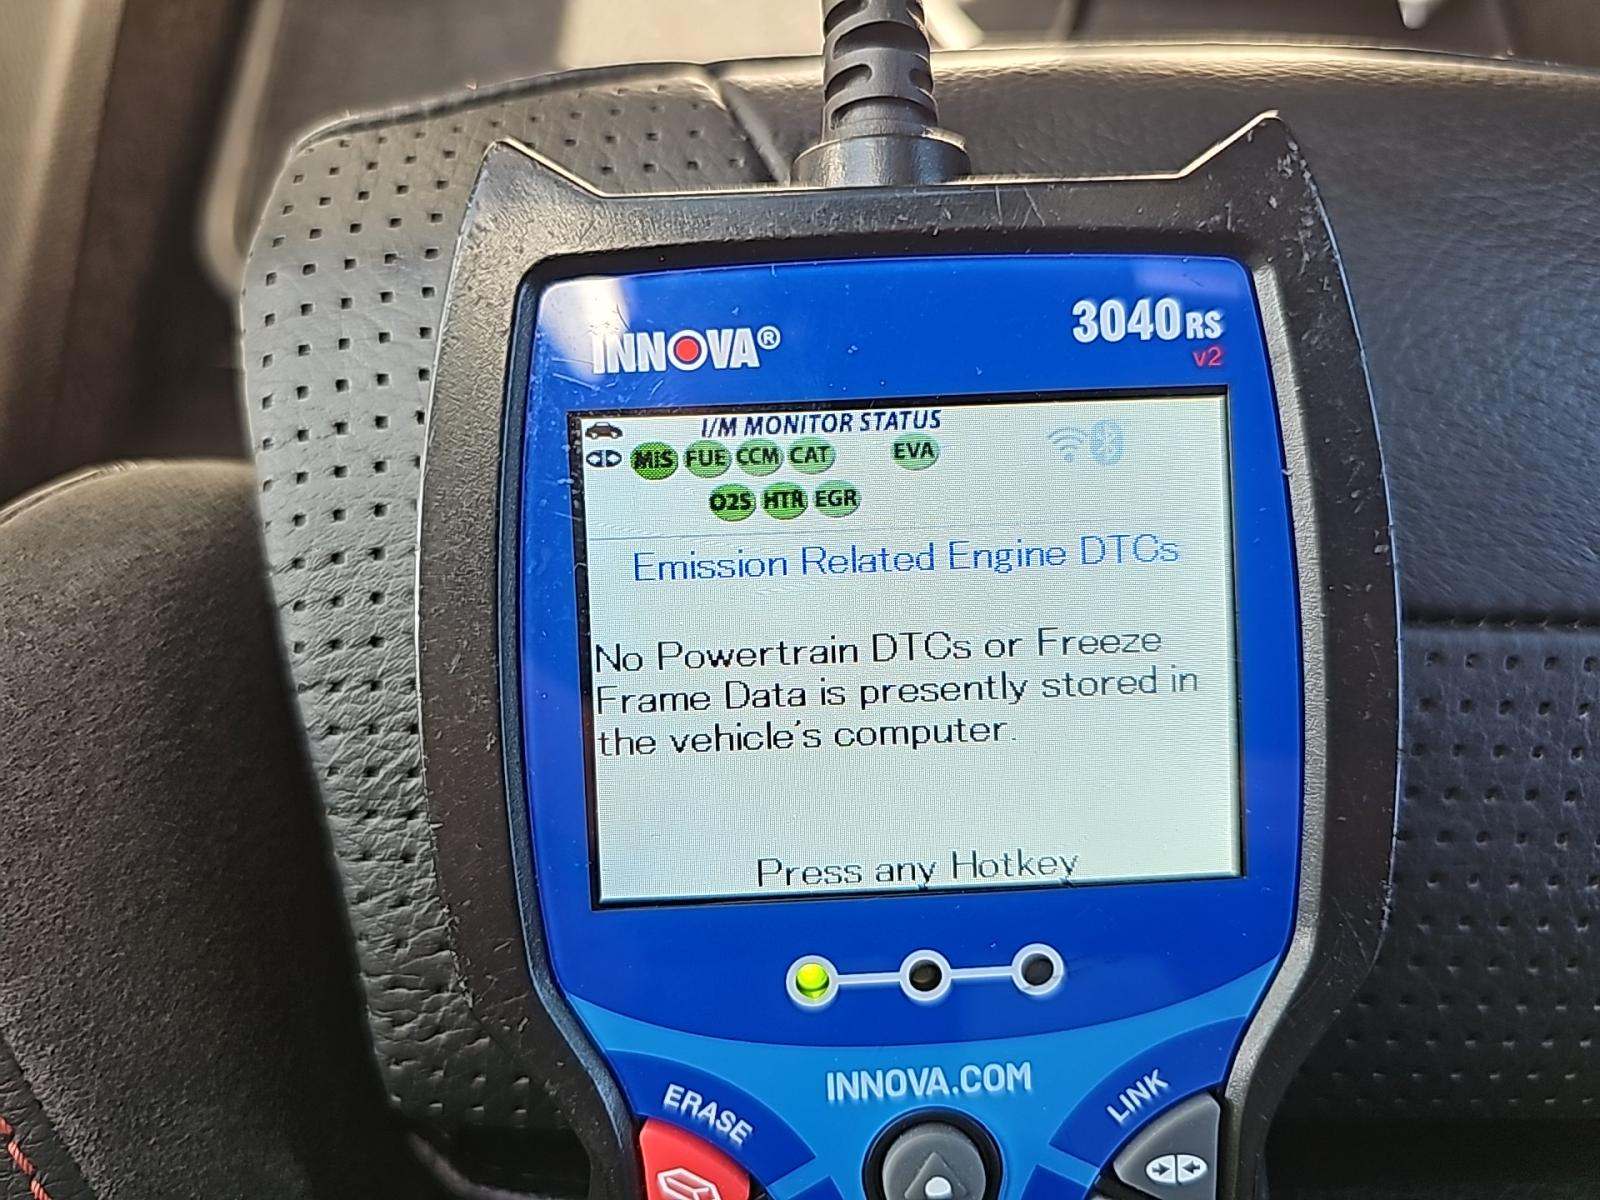 INNOVA®
3040RS
v2
I/M MONITOR STATUS
MIS FUE CCM CAT EVA
O2S HTR EGR
Emission Related Engine DTCs
No Powertrain DTCs or Freeze
Frame Data is presently stored in
the vehicle's computer.
Press any Hotkey
INNOVA.COM
ERASE
LINK